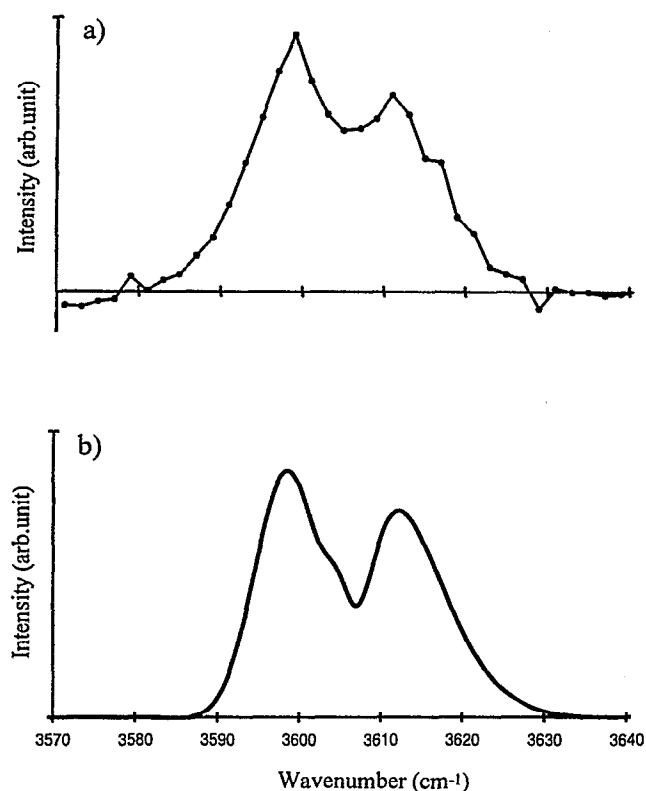 a)
Intensity (arb.unit)
b)
Intensity (arb.unit)
3570 3580 3590 3600 3610 3620 3630 3640
Wavenumber (cm-1)